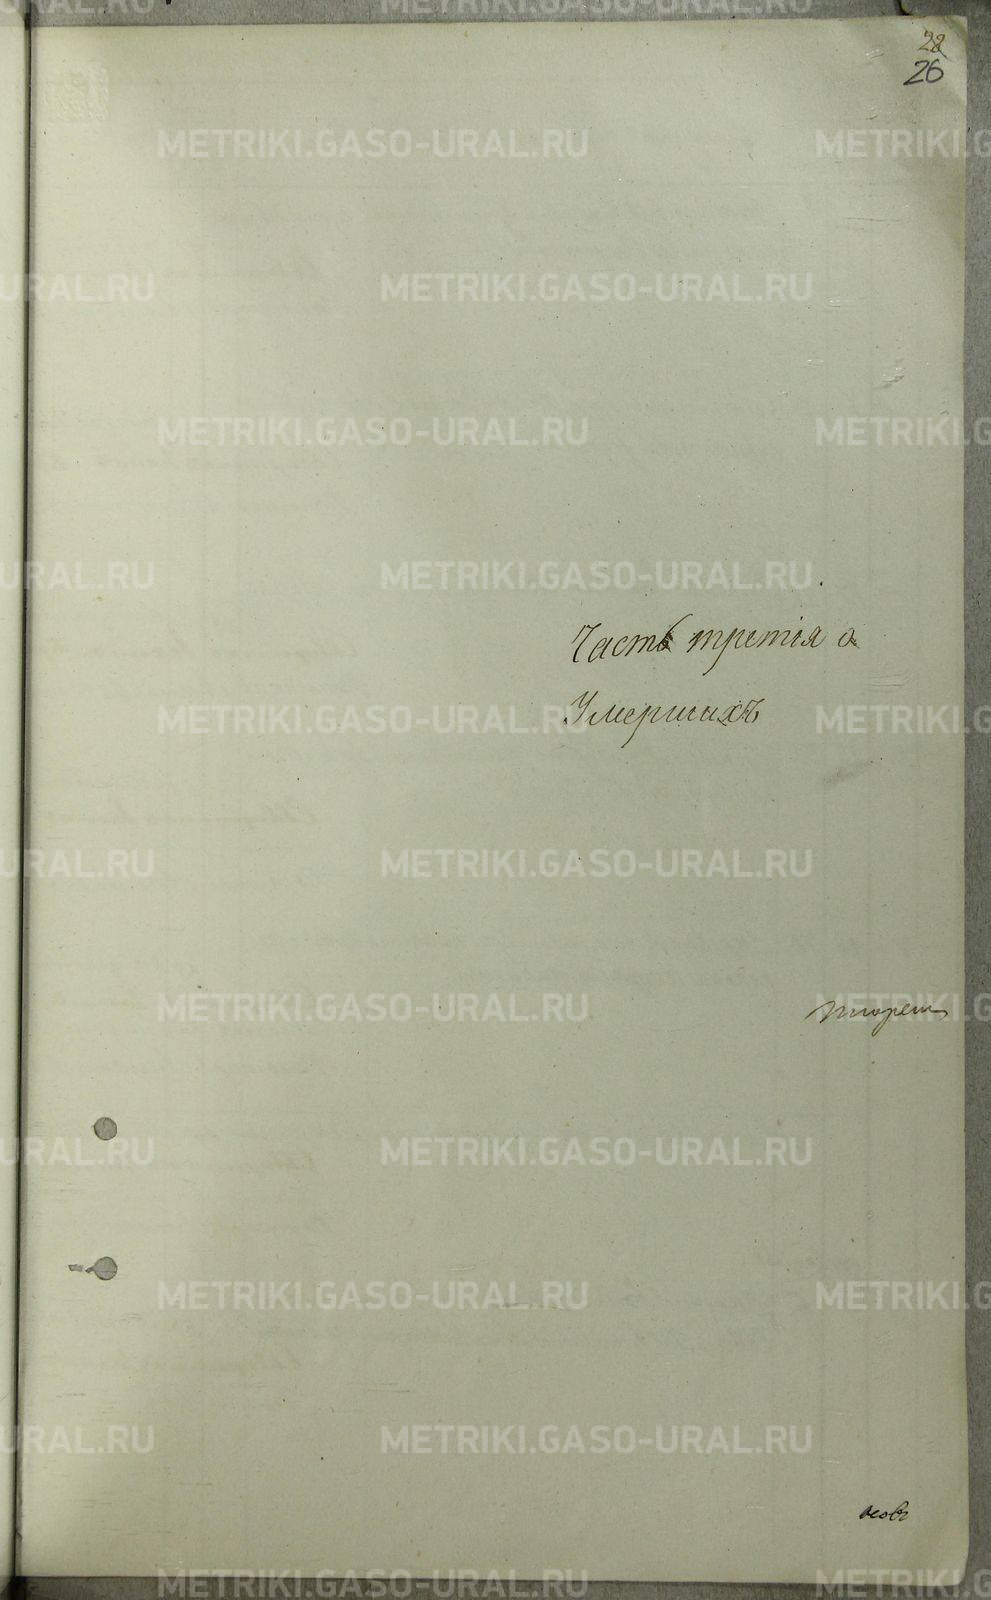 28
26
Часть третія о
Умершихъ